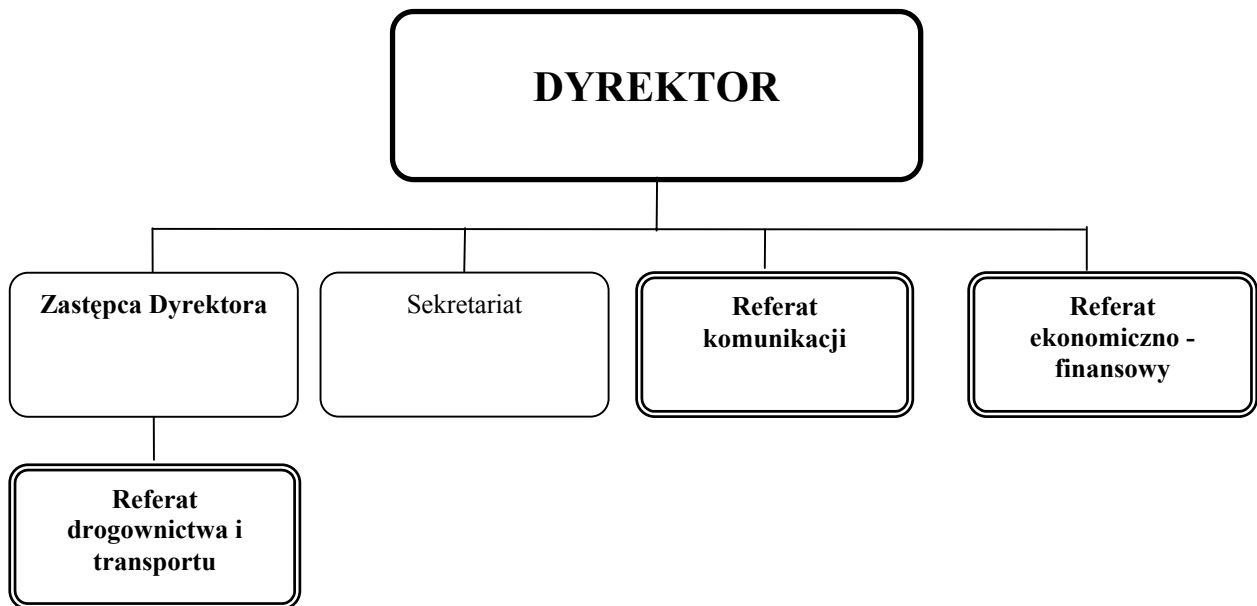 DYREKTOR
Zastępca Dyrektora
Sekretariat
Referat
komunikacji
Referat
ekonomiczno -
finansowy
Referat
drogownictwa i
transportu